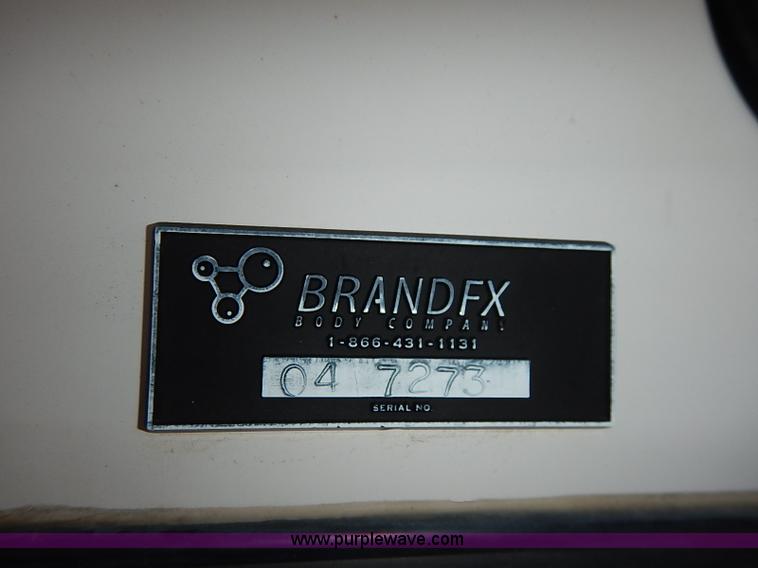 BRANDFX
BODY COMPANY
1-866-431-1131
04 7273
SERIAL NO.
www.purplewave.com